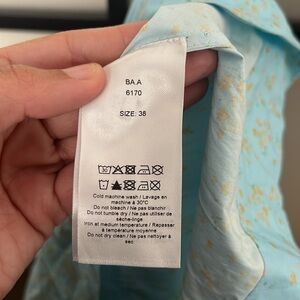 BA A
6170
SIZE: 38
Cold machine wash / Lavage en
machine à 30°C
Do not bleach / Ne pas blanchir
Do not tumble dry / Ne pas utiliser de
sèche-linge
Iron at medium temperature / Repasser
à température moyenne
Do not dry clean / Ne pas nettoyer à
sec